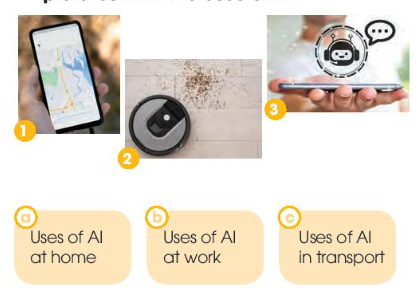 1
2
3
a
Uses of AI
at home
b
Uses of AI
at work
c
Uses of AI
in transport